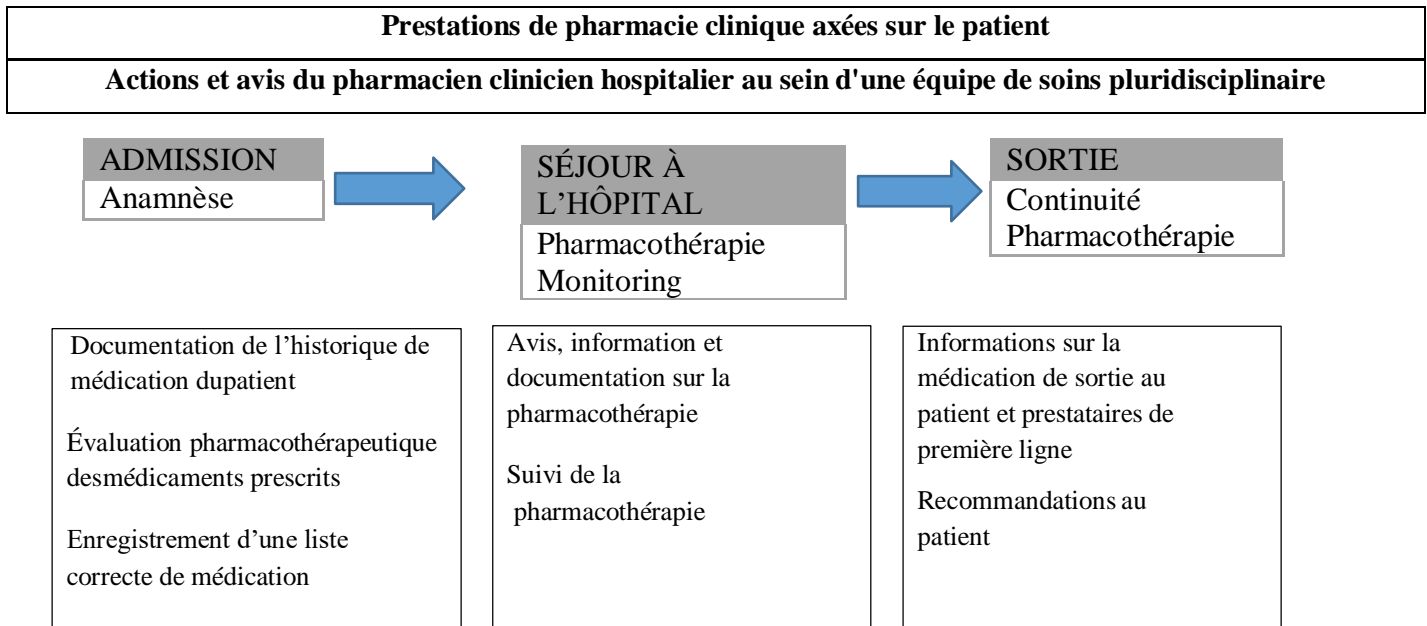 Prestations de pharmacie clinique axées sur le patient
Actions et avis du pharmacien clinicien hospitalier au sein d'une équipe de soins pluridisciplinaire
ADMISSION
Anamnèse
SÉJOUR À
L’HÔPITAL
Pharmacothérapie
Monitoring
SORTIE
Continuité
Pharmacothérapie
Documentation de l’historique de
médication dupatient
Évaluation pharmacothérapeutique
desmédicaments prescrits
Enregistrement d’une liste
correcte de médication
Avis, information et
documentation sur la
pharmacothérapie
Suivi de la
pharmacothérapie
Informations sur la
médication de sortie au
patient et prestataires de
première ligne
Recommandations au
patient